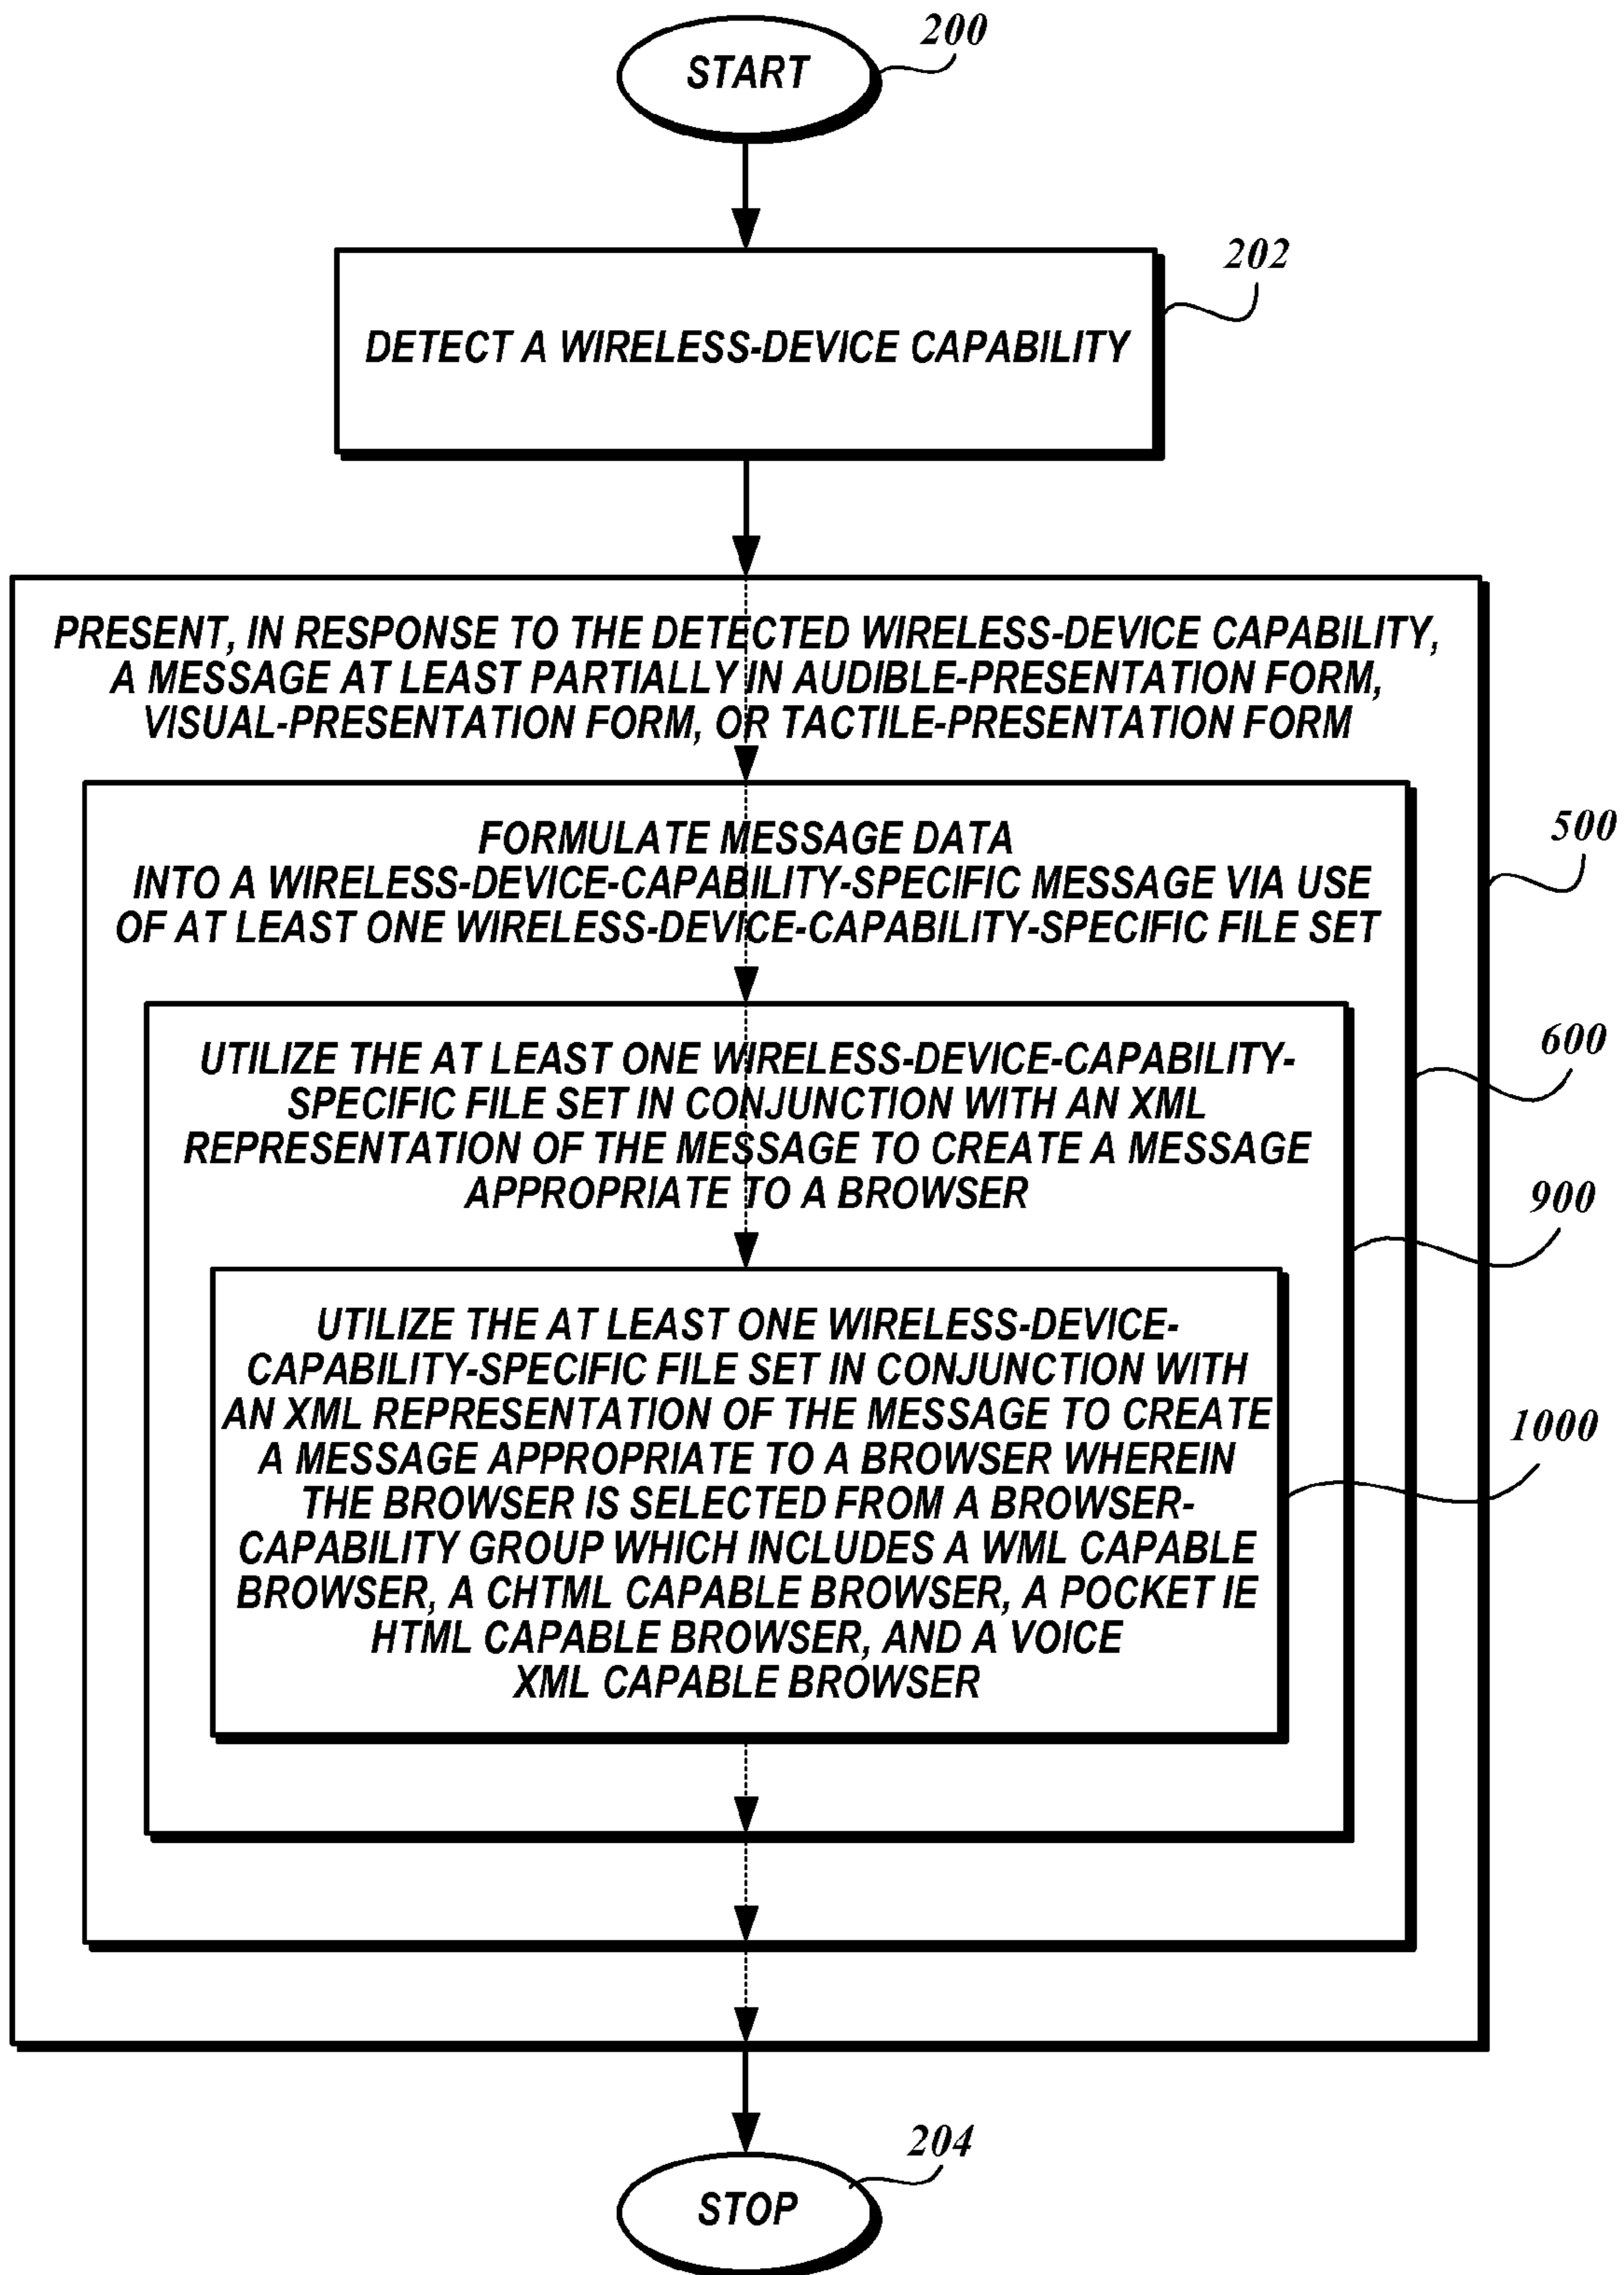 START
200
DETECT A WIRELESS-DEVICE CAPABILITY
202
PRESENT, IN RESPONSE TO THE DETECTED WIRELESS-DEVICE CAPABILITY,
A MESSAGE AT LEAST PARTIALLY IN AUDIBLE-PRESENTATION FORM,
VISUAL-PRESENTATION FORM, OR TACTILE-PRESENTATION FORM
500
FORMULATE MESSAGE DATA
INTO A WIRELESS-DEVICE-CAPABILITY-SPECIFIC MESSAGE VIA USE
OF AT LEAST ONE WIRELESS-DEVICE-CAPABILITY-SPECIFIC FILE SET
600
UTILIZE THE AT LEAST ONE WIRELESS-DEVICE-CAPABILITY-
SPECIFIC FILE SET IN CONJUNCTION WITH AN XML
REPRESENTATION OF THE MESSAGE TO CREATE A MESSAGE
APPROPRIATE TO A BROWSER
900
UTILIZE THE AT LEAST ONE WIRELESS-DEVICE-
CAPABILITY-SPECIFIC FILE SET IN CONJUNCTION WITH
AN XML REPRESENTATION OF THE MESSAGE TO CREATE
A MESSAGE APPROPRIATE TO A BROWSER WHEREIN
THE BROWSER IS SELECTED FROM A BROWSER-
CAPABILITY GROUP WHICH INCLUDES A WML CAPABLE
BROWSER, A CHTML CAPABLE BROWSER, A POCKET IE
HTML CAPABLE BROWSER, AND A VOICE
XML CAPABLE BROWSER
1000
STOP
204